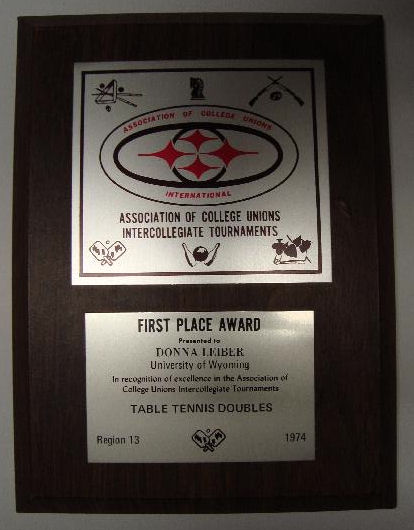 ASSOCIATION OF COLLEGE UNIONS
INTERNATIONAL
ASSOCIATION OF COLLEGE UNIONS
INTERCOLLEGIATE TOURNAMENTS
FIRST PLACE AWARD
Presented to
DONNA LEIBER
University of Wyoming
In recognition of excellence in the Association of
College Unions Intercollegiate Tournaments
TABLE TENNIS DOUBLES
Region 13
1974